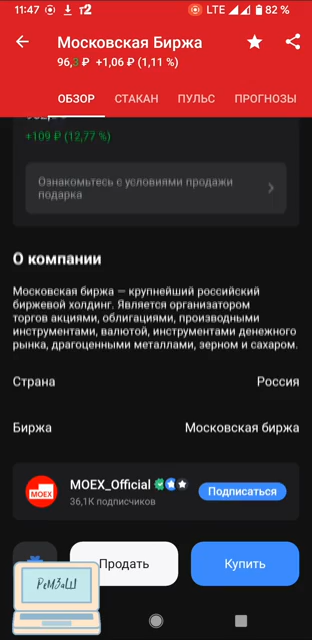 11:47 т2 LTE 82 %
Московская Биржа
96,3 ₽ +1,06 ₽ (1,11 %)
ОБЗОР СТАКАН ПУЛЬС ПРОГНОЗЫ
+109 ₽ (12,77 %)
Ознакомьтесь с условиями продажи
подарка
О компании
Московская биржа — крупнейший российский
биржевой холдинг. Является организатором
торгов акциями, облигациями, производными
инструментами, валютой, инструментами денежного
рынка, драгоценными металлами, зерном и сахаром.
Страна Россия
Биржа Московская биржа
MOEX MOEX_Official
36,1K подписчиков
Подписаться
Продать Купить
РеМЗаШ